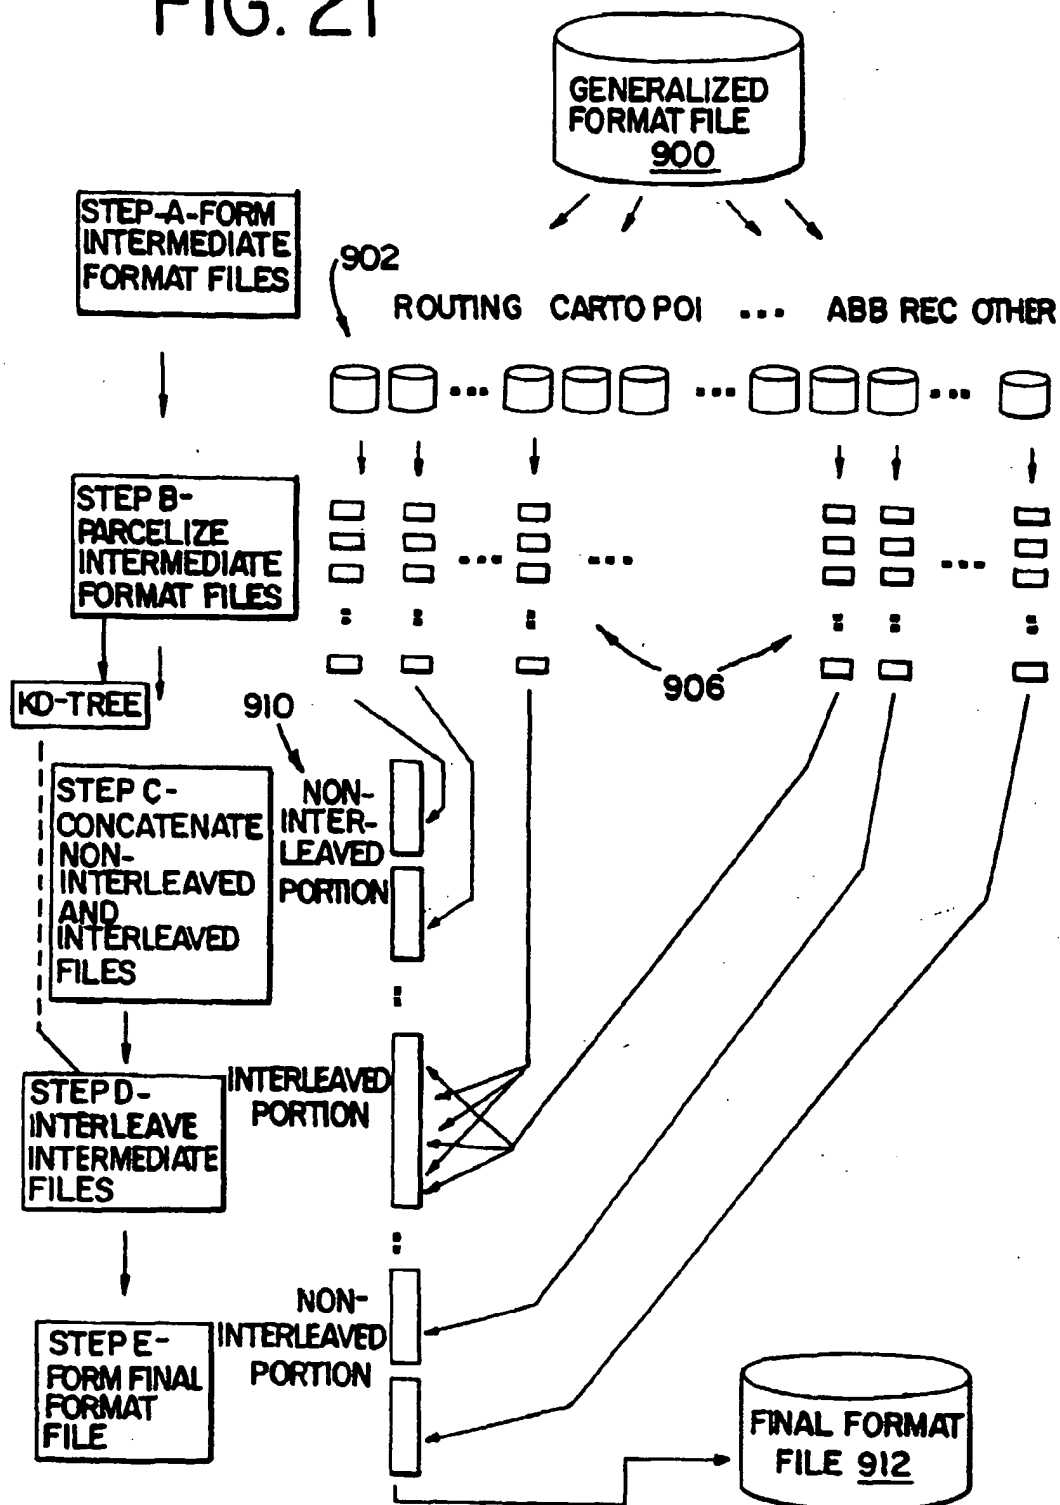 FIG. 21
GENERALIZED
FORMAT FILE
900
STEP-A-FORM
INTERMEDIATE
FORMAT FILES
902
ROUTING CARTO POI ... ABB REC OTHER
STEP B-
PARCELIZE
INTERMEDIATE
FORMAT FILES
906
KD-TREE
910
STEP C-
CONCATENATE
NON-
INTERLEAVED
AND
INTERLEAVED
FILES
NON-
INTER-
LEAVED
PORTION
STEP D-
INTERLEAVE
INTERMEDIATE
FILES
INTERLEAVED
PORTION
STEP E-
FORM FINAL
FORMAT
FILE
NON-
INTERLEAVED
PORTION
FINAL FORMAT
FILE 912